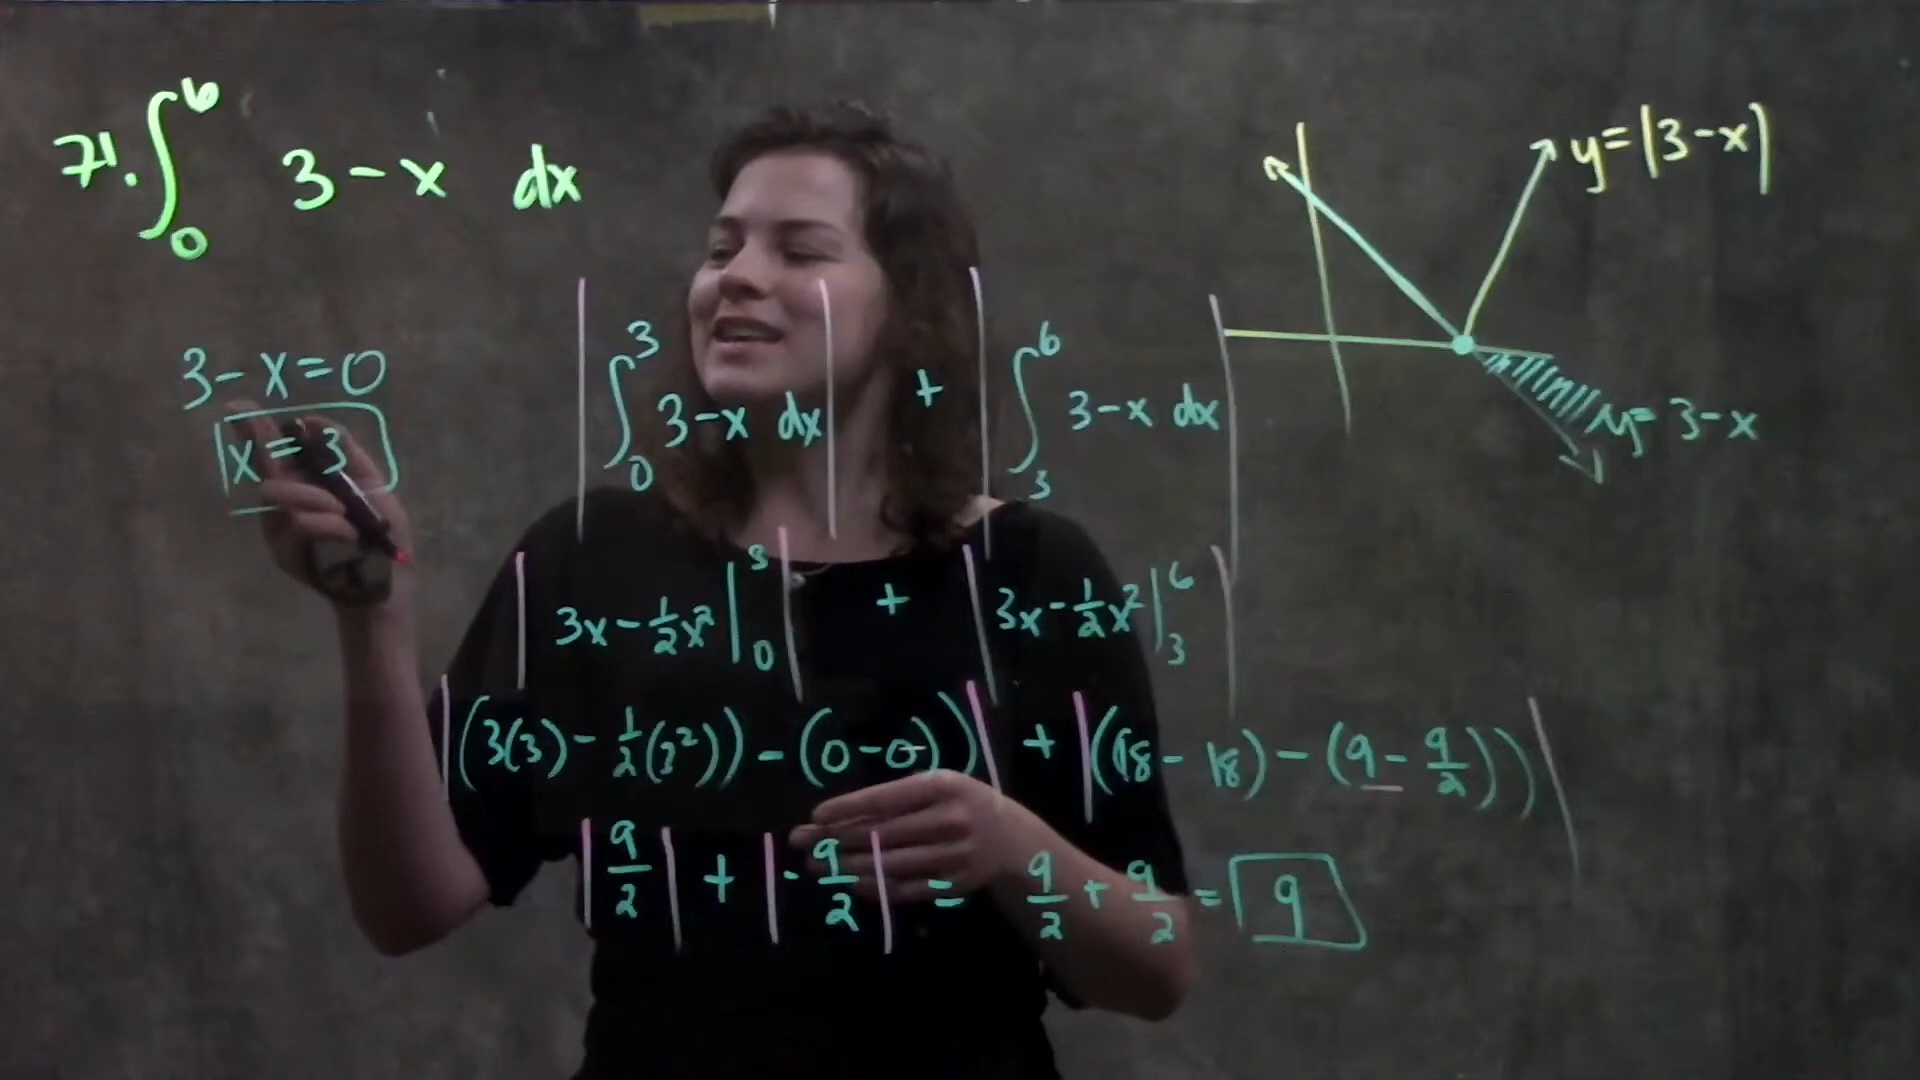 71. ∫₀⁶ 3-x dx
y=|3-x|
3-x=0
x=3
|∫₀³ 3-x dx| + |∫₃⁶ 3-x dx|
y=3-x
|3x-½x²|₀³| + |3x-½x²|₃⁶|
|(3(3)-½(3²))-(0-0))| + |((18-18)-(9-9/2))|
|9/2| + |-9/2| = 9/2 + 9/2 = 9